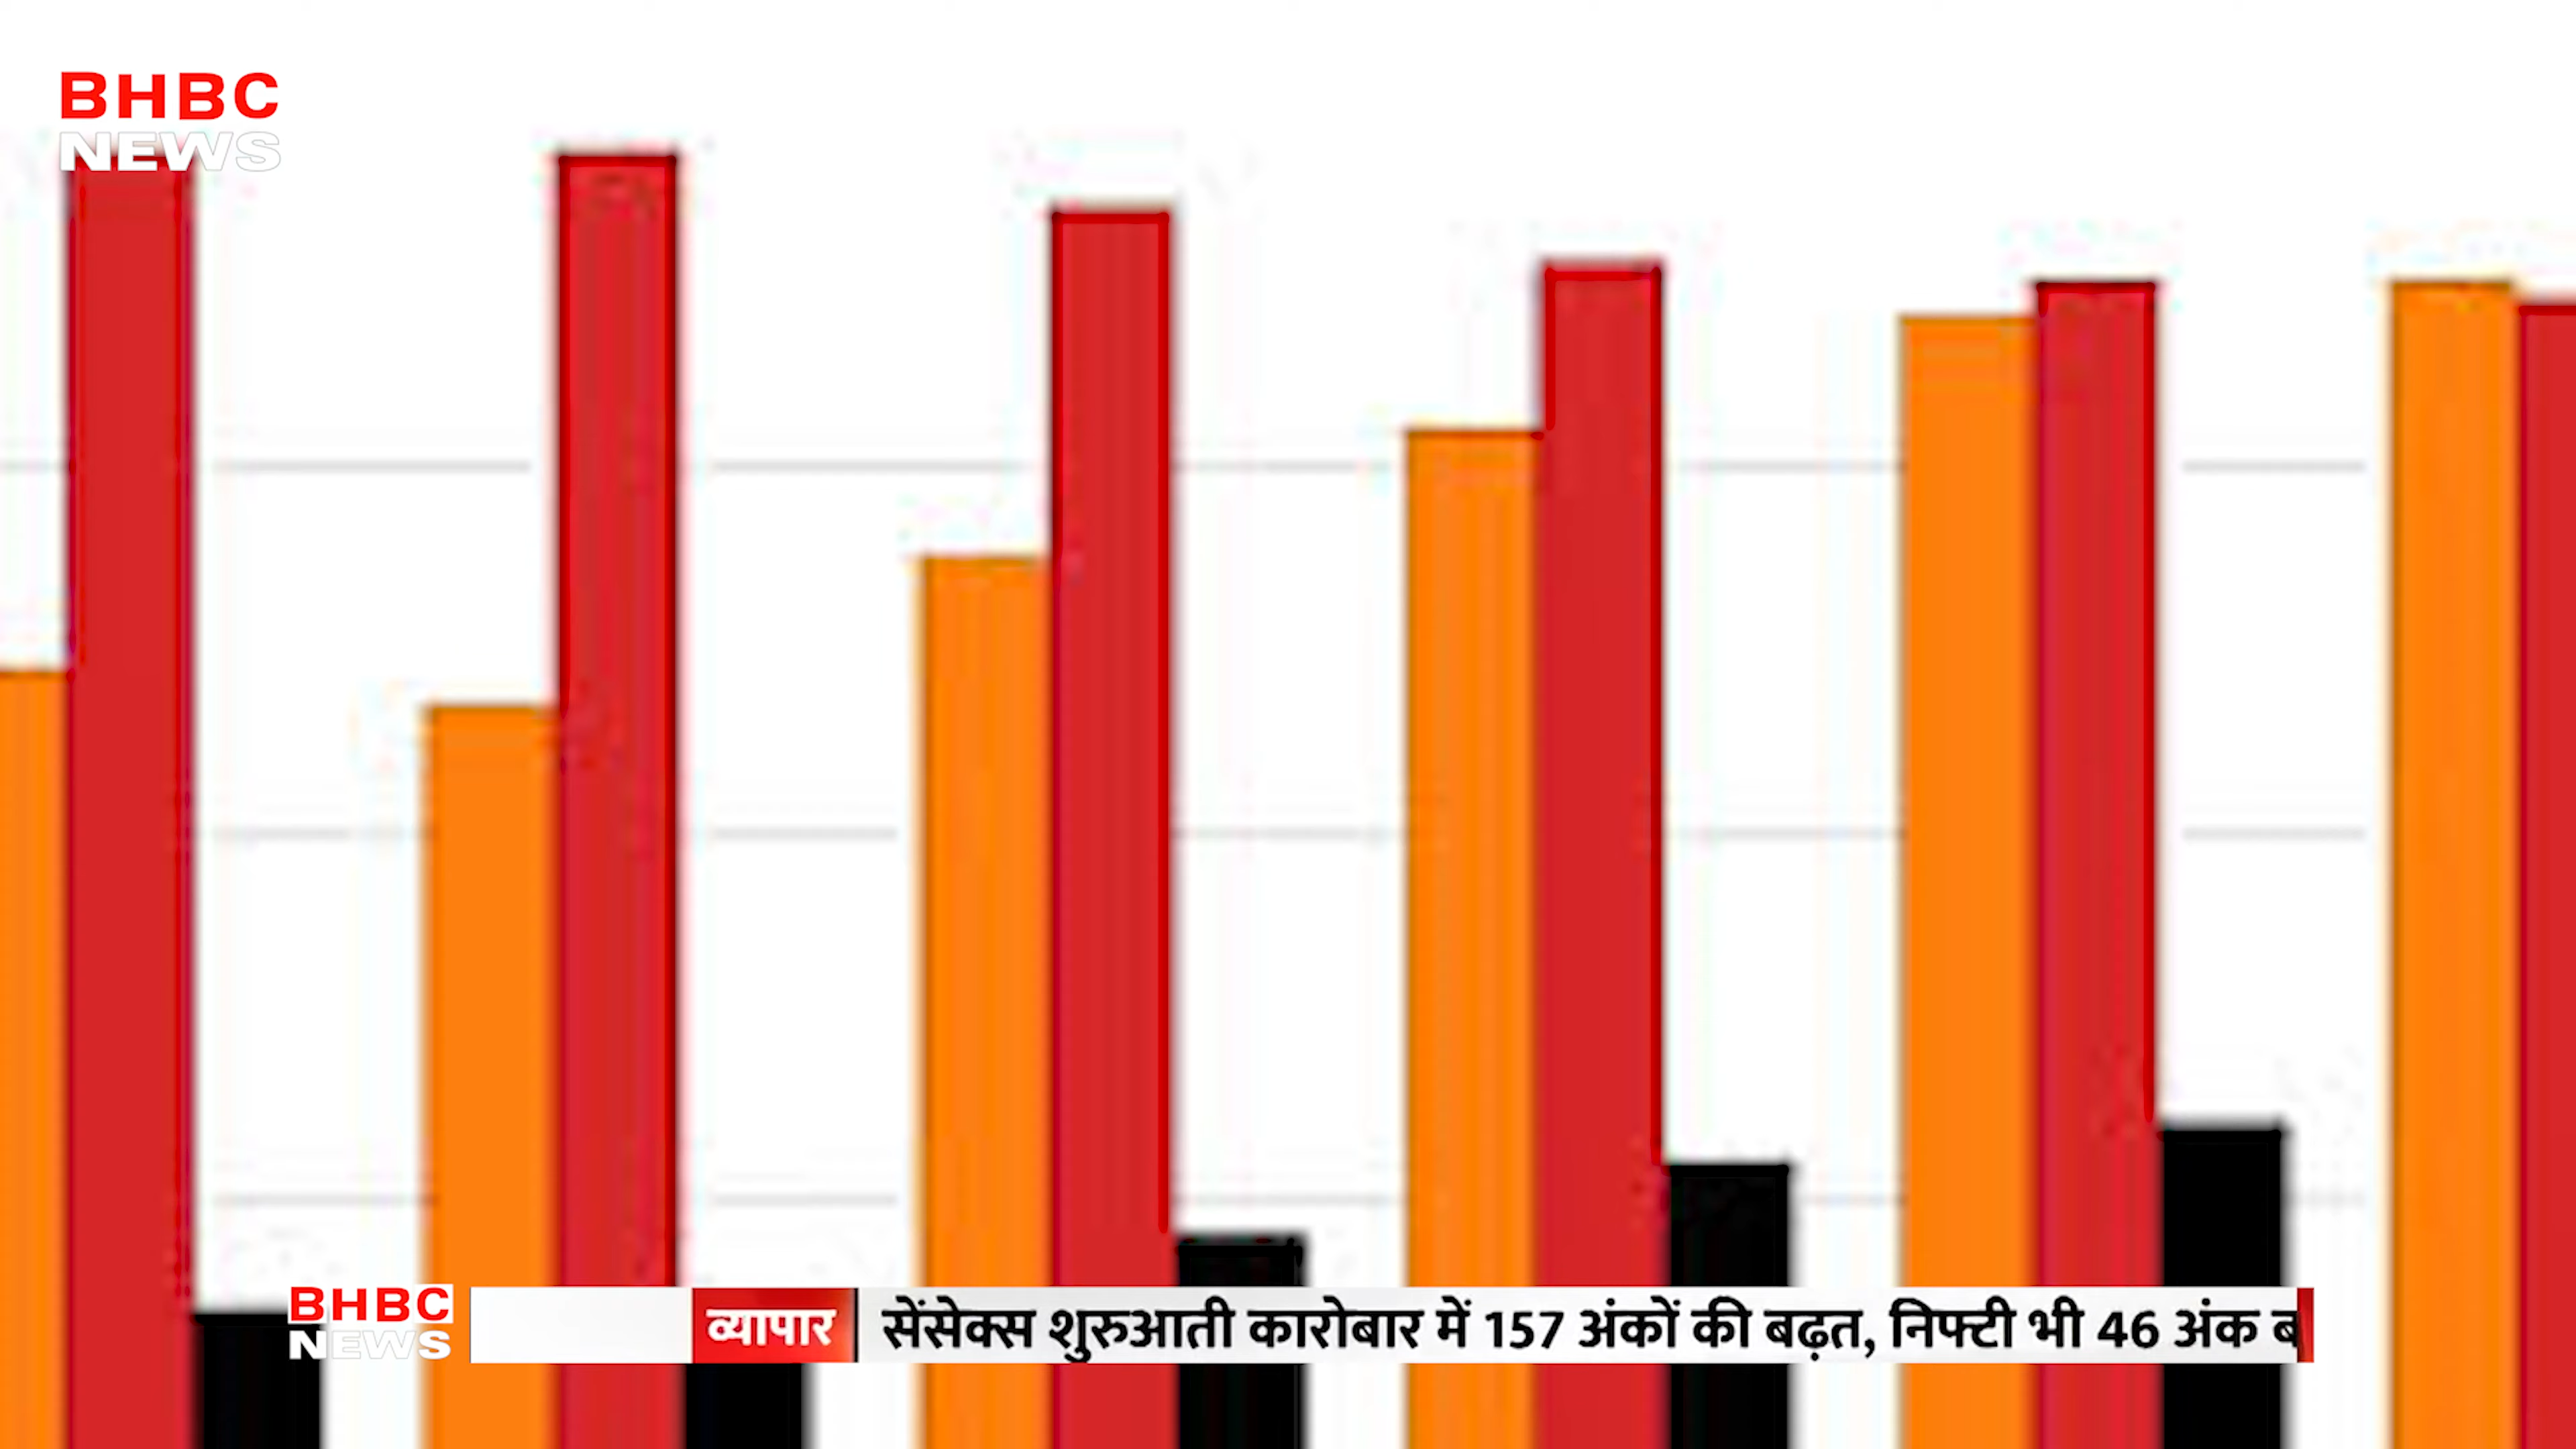 BHBC
NEWS
BHBC
NEWS
व्यापार
सेंसेक्स शुरुआती कारोबार में 157 अंकों की बढ़त, निफ्टी भी 46 अंक